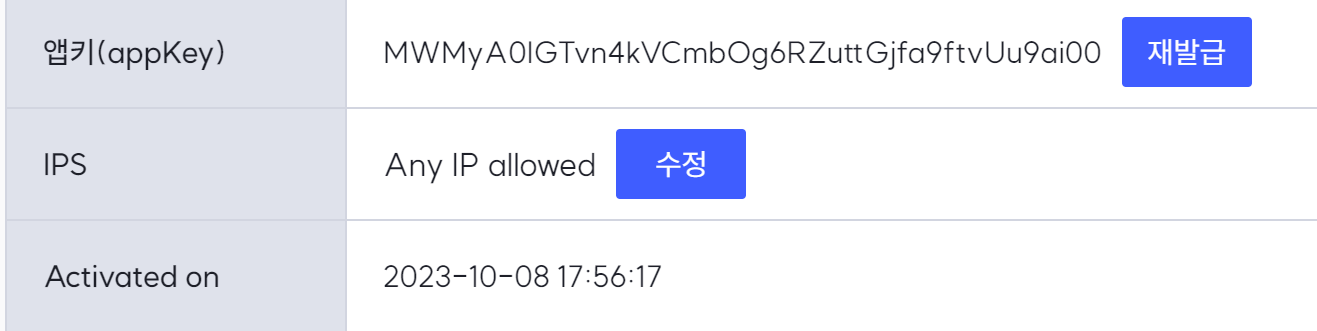 앱키(appKey) MWMyA0IGTvn4kVCmbOg6RZuttGjfa9ftvUu9ai00 재발급
IPS Any IP allowed 수정
Activated on 2023-10-08 17:56:17